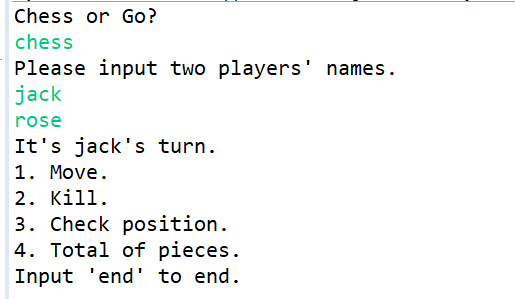 Chess or Go?
chess
Please input two players' names.
jack
rose
It's jack's turn.
1. Move.
2. Kill.
3. Check position.
4. Total of pieces.
Input 'end' to end.